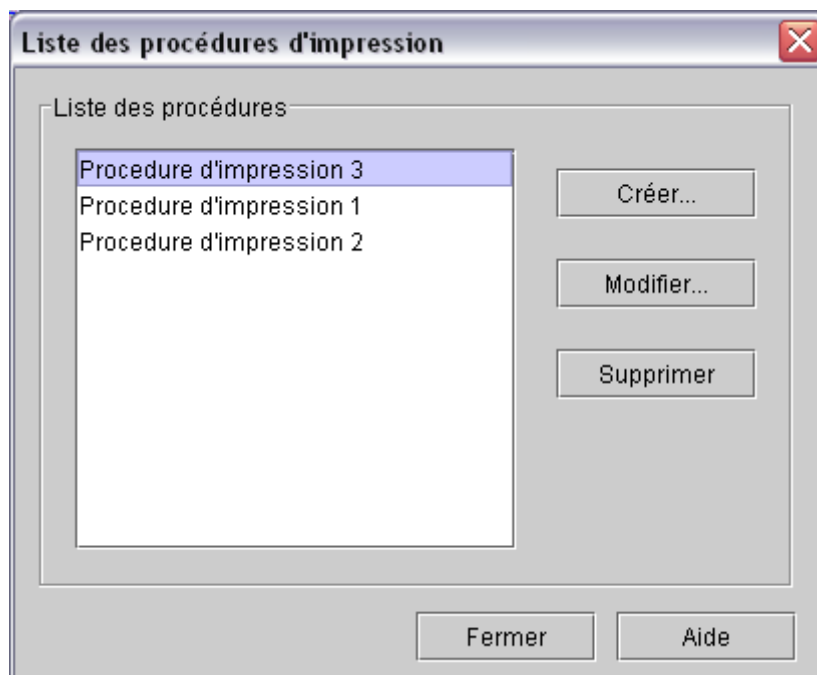 Liste des procédures d'impression
Liste des procédures
Procedure d'impression 3
Procedure d'impression 1
Procedure d'impression 2
Créer...
Modifier...
Supprimer
Fermer
Aide